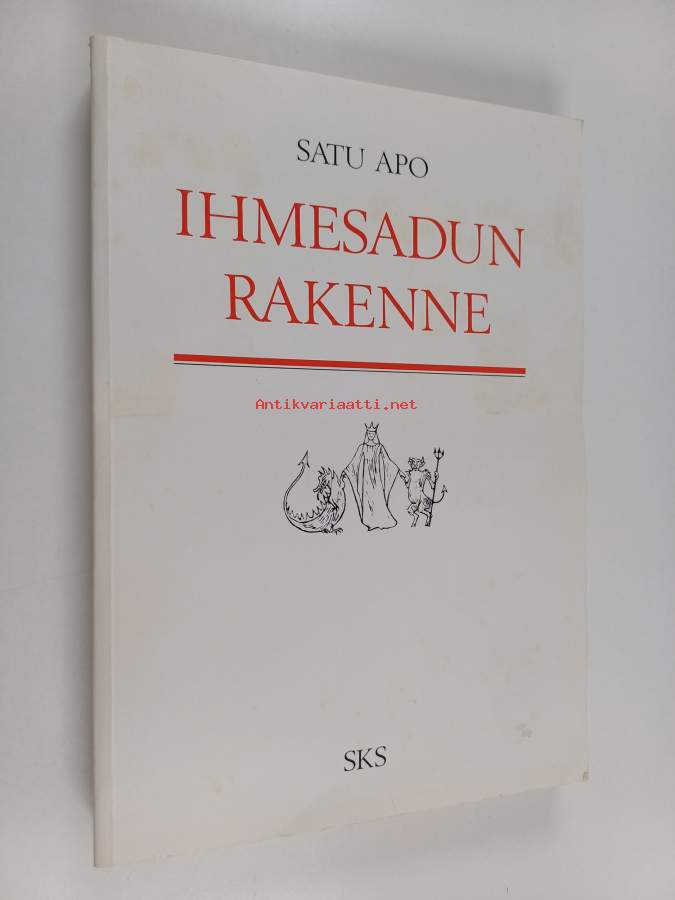 SATU APO
IHMESADUN
RAKENNE
Antikvariaatti.net
SKS